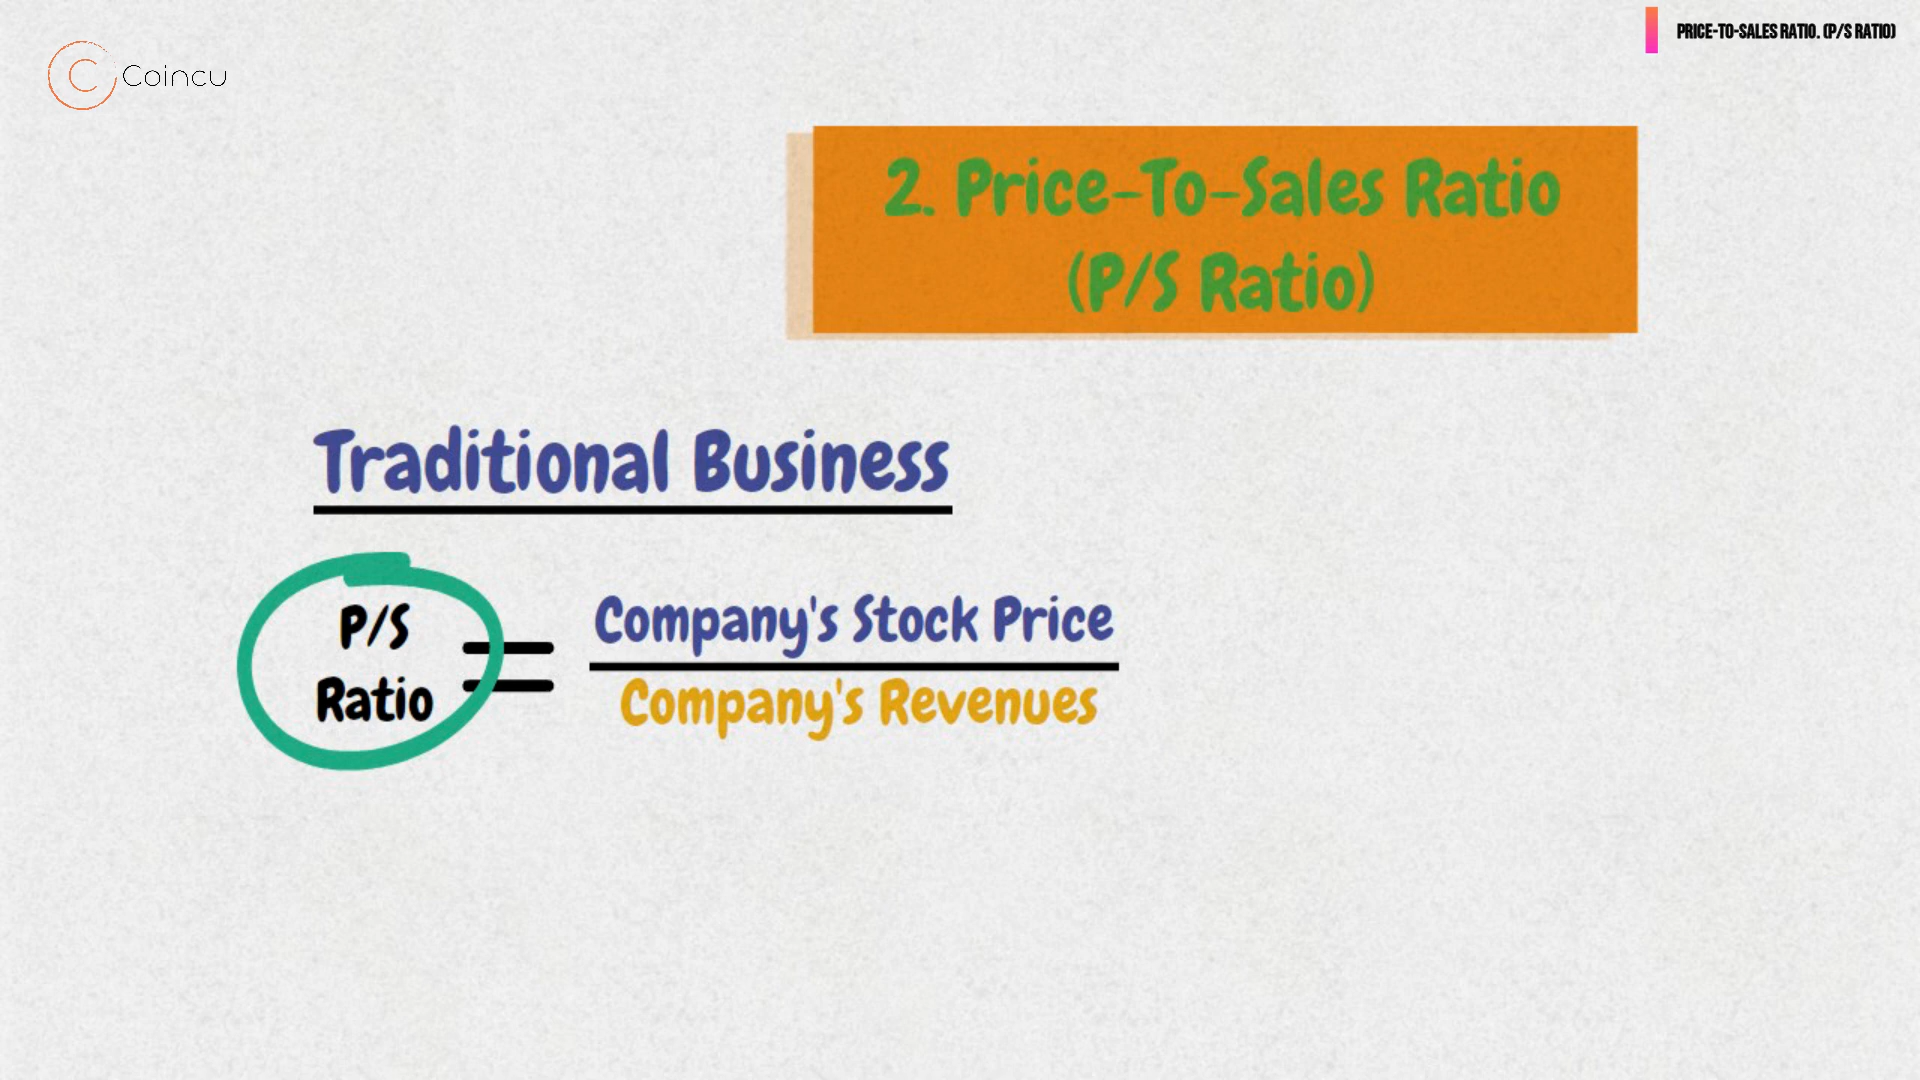 Coincu
PRICE-TO-SALES RATIO. (P/S RATIO)
2. Price-To-Sales Ratio
(P/S Ratio)
Traditional Business
P/S
Ratio
=
Company's Stock Price
Company's Revenues